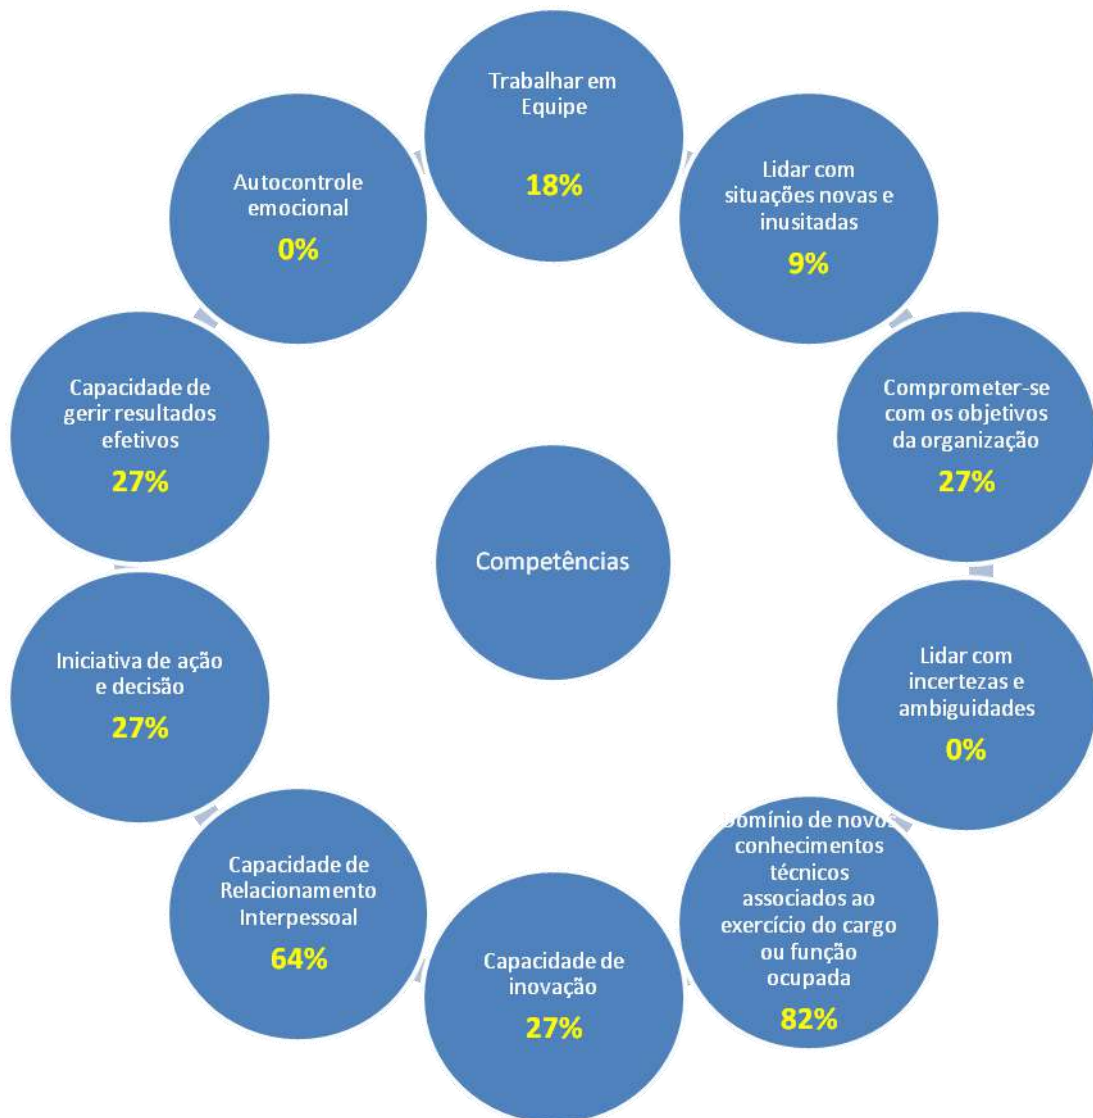 Trabalhar em
Equipe
18%
Lidar com
situações novas e
inusitadas
9%
Comprometer-se
com os objetivos
da organização
27%
Lidar com
incertezas e
ambiguidades
0%
Domínio de novos
conhecimentos
técnicos
associados ao
exercício do cargo
ou função
ocupada
82%
Capacidade de
inovação
27%
Capacidade de
Relacionamento
Interpessoal
64%
Iniciativa de ação
e decisão
27%
Capacidade de
gerir resultados
efetivos
27%
Autocontrole
emocional
0%
Competências